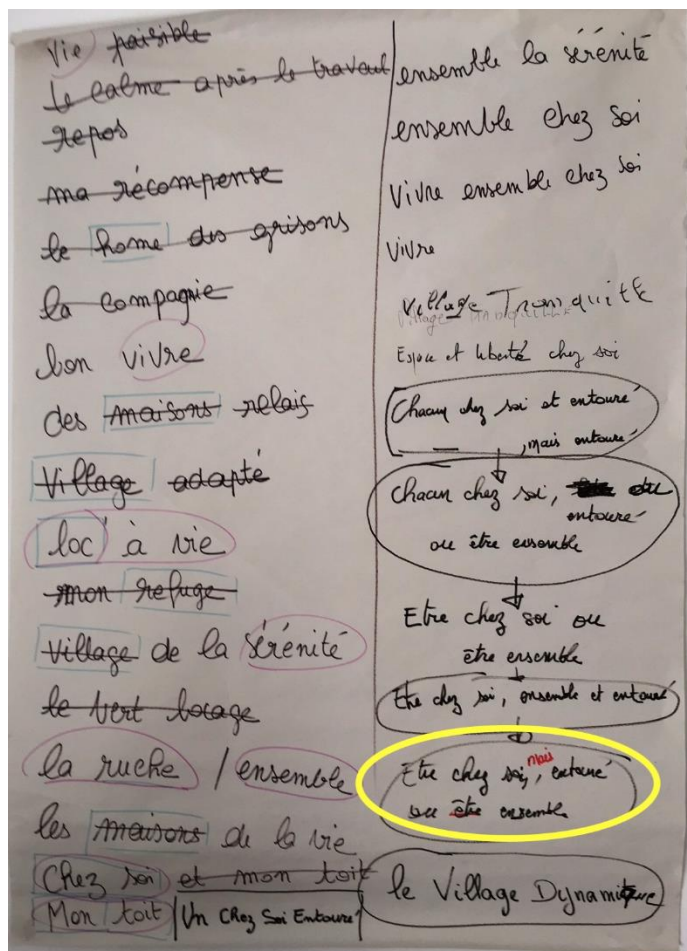 Vie paisible
le calme après le travail
repos
ma récompense
le home des grisons
la compagnie
bon vivre
des maisons relais
Village adapté
loc' à vie
mon refuge
village de la sérénité
le vert bocage
la ruche / ensemble
les maisons de la vie
Chez soi et mon toit
Mon toit / Un Chez Soi Entouré
ensemble la sérénité
ensemble chez soi
Vivre ensemble chez soi
Vivre
Village Tranquille
Village tranquille
Espace et liberté chez soi
Chacun chez soi et entouré
, mais entouré
Chacun chez soi, ou
entouré
ou être ensemble
Etre chez soi ou
être ensemble
Etre chez soi, ensemble et entouré
Etre chez soi, mais entouré
ou être ensemble
le Village Dynamique